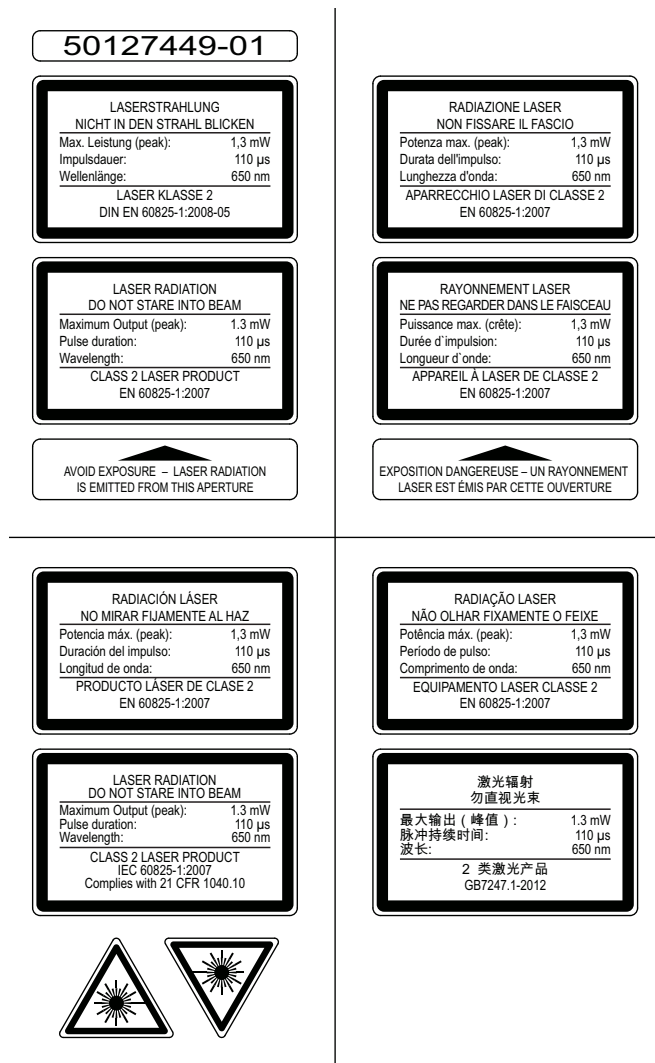 50127449-01
LASERSTRAHLUNG
NICHT IN DEN STRAHL BLICKEN
Max. Leistung (peak): 1,3 mW
Impulsdauer: 110 µs
Wellenlänge: 650 nm
LASER KLASSE 2
DIN EN 60825-1:2008-05
LASER RADIATION
DO NOT STARE INTO BEAM
Maximum Output (peak): 1.3 mW
Pulse duration: 110 µs
Wavelength: 650 nm
CLASS 2 LASER PRODUCT
EN 60825-1:2007
AVOID EXPOSURE – LASER RADIATION
IS EMITTED FROM THIS APERTURE
RADIAZIONE LASER
NON FISSARE IL FASCIO
Potenza max. (peak): 1,3 mW
Durata dell'impulso: 110 µs
Lunghezza d'onda: 650 nm
APARRECCHIO LASER DI CLASSE 2
EN 60825-1:2007
RAYONNEMENT LASER
NE PAS REGARDER DANS LE FAISCEAU
Puissance max. (crête): 1,3 mW
Durée d`impulsion: 110 µs
Longueur d`onde: 650 nm
APPAREIL À LASER DE CLASSE 2
EN 60825-1:2007
EXPOSITION DANGEREUSE – UN RAYONNEMENT
LASER EST ÉMIS PAR CETTE OUVERTURE
RADIACIÓN LÁSER
NO MIRAR FIJAMENTE AL HAZ
Potencia máx. (peak): 1,3 mW
Duración del impulso: 110 µs
Longitud de onda: 650 nm
PRODUCTO LÁSER DE CLASE 2
EN 60825-1:2007
LASER RADIATION
DO NOT STARE INTO BEAM
Maximum Output (peak): 1.3 mW
Pulse duration: 110 µs
Wavelength: 650 nm
CLASS 2 LASER PRODUCT
IEC 60825-1:2007
Complies with 21 CFR 1040.10
RADIAÇÃO LASER
NÃO OLHAR FIXAMENTE O FEIXE
Potência máx. (peak): 1,3 mW
Período de pulso: 110 µs
Comprimento de onda: 650 nm
EQUIPAMENTO LASER CLASSE 2
EN 60825-1:2007
激光辐射
勿直视光束
最大输出（峰值）: 1.3 mW
脉冲持续时间: 110 µs
波长: 650 nm
2 类激光产品
GB7247.1-2012